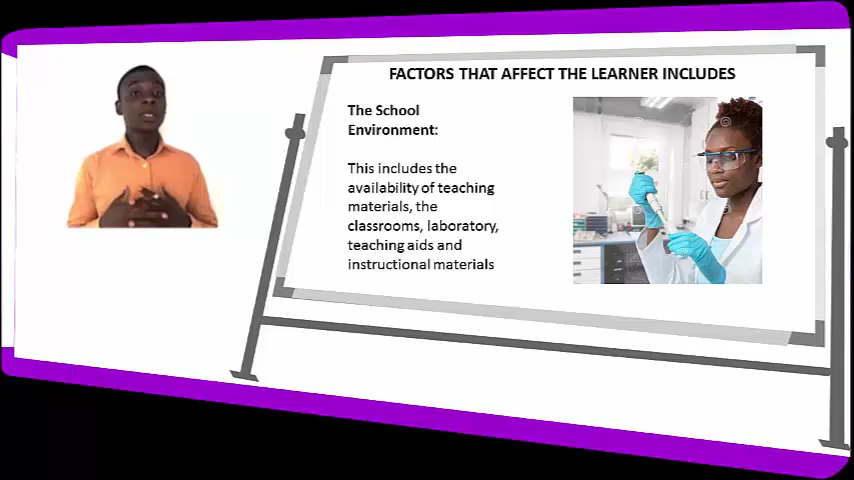 FACTORS THAT AFFECT THE LEARNER INCLUDES
The School
Environment:
This includes the
availability of teaching
materials, the
classrooms, laboratory,
teaching aids and
instructional materials